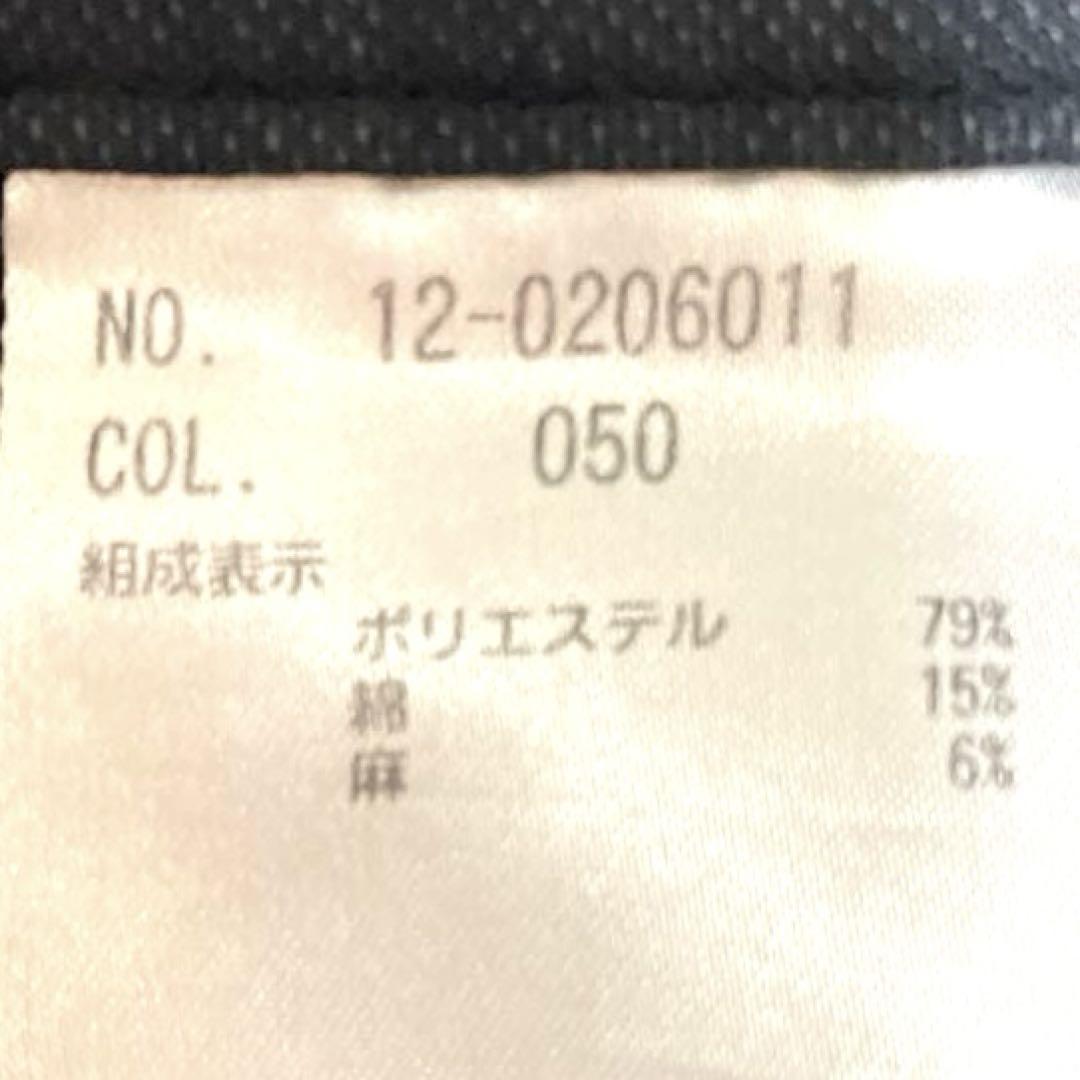 NO. 12-0206011
COL. 050
組成表示
ポリエステル 79%
綿 15%
麻 6%